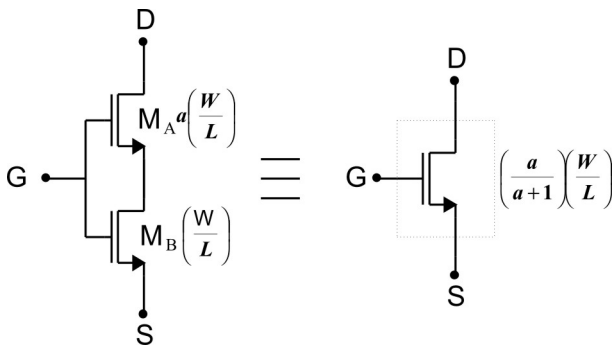 D
D
M_A a(W/L)
G
≡
G
(a/(a+1))(W/L)
M_B (W/L)
S
S